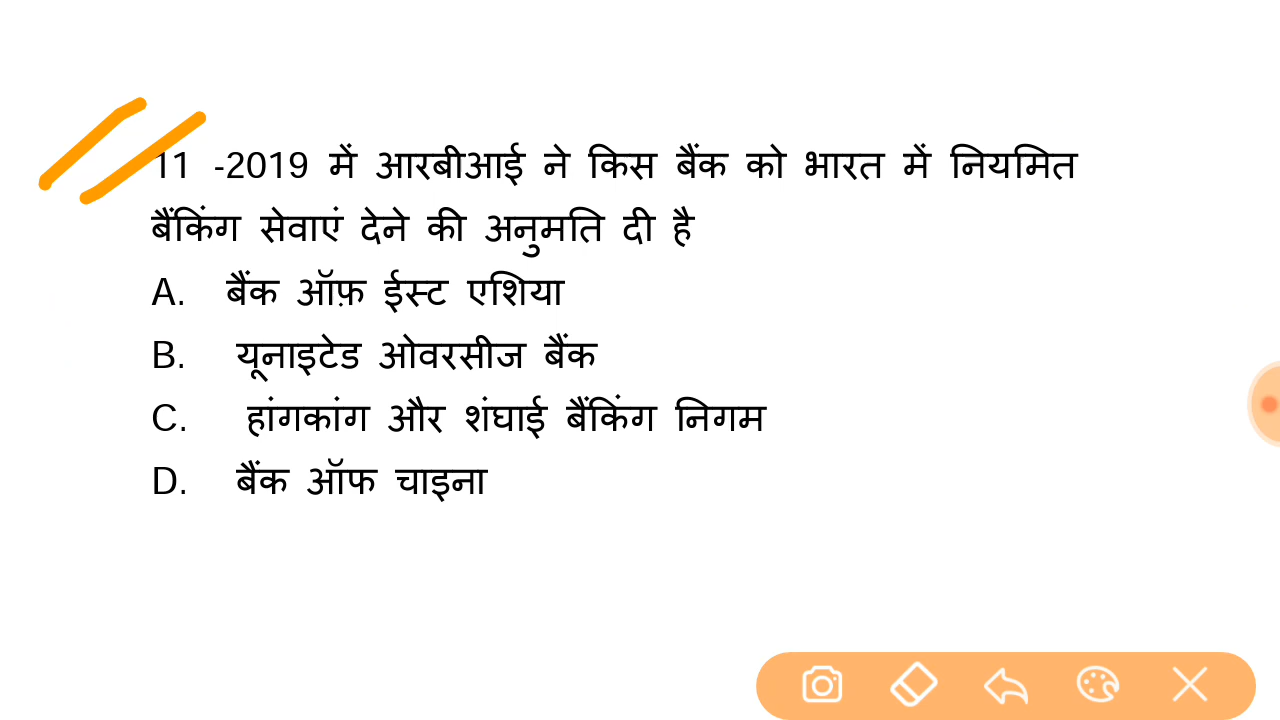 11 -2019 में आरबीआई ने किस बैंक को भारत में नियमित
बैंकिंग सेवाएं देने की अनुमति दी है
A. बैंक ऑफ़ ईस्ट एशिया
B. यूनाइटेड ओवरसीज बैंक
C. हांगकांग और शंघाई बैंकिंग निगम
D. बैंक ऑफ चाइना